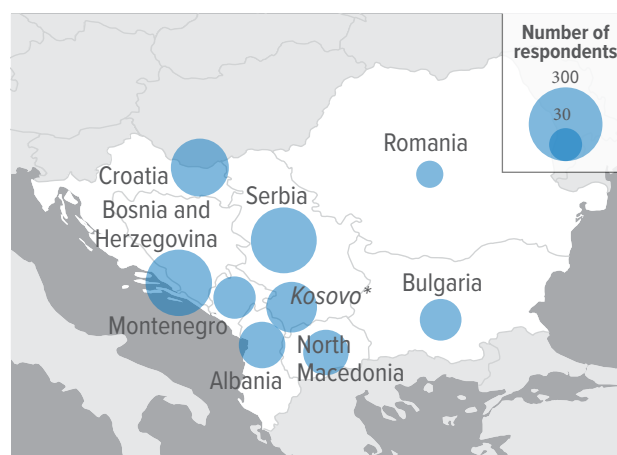 Number of
respondents
300
30
Romania
Croatia
Serbia
Bosnia and
Herzegovina
Kosovo*
Bulgaria
Montenegro
North
Macedonia
Albania